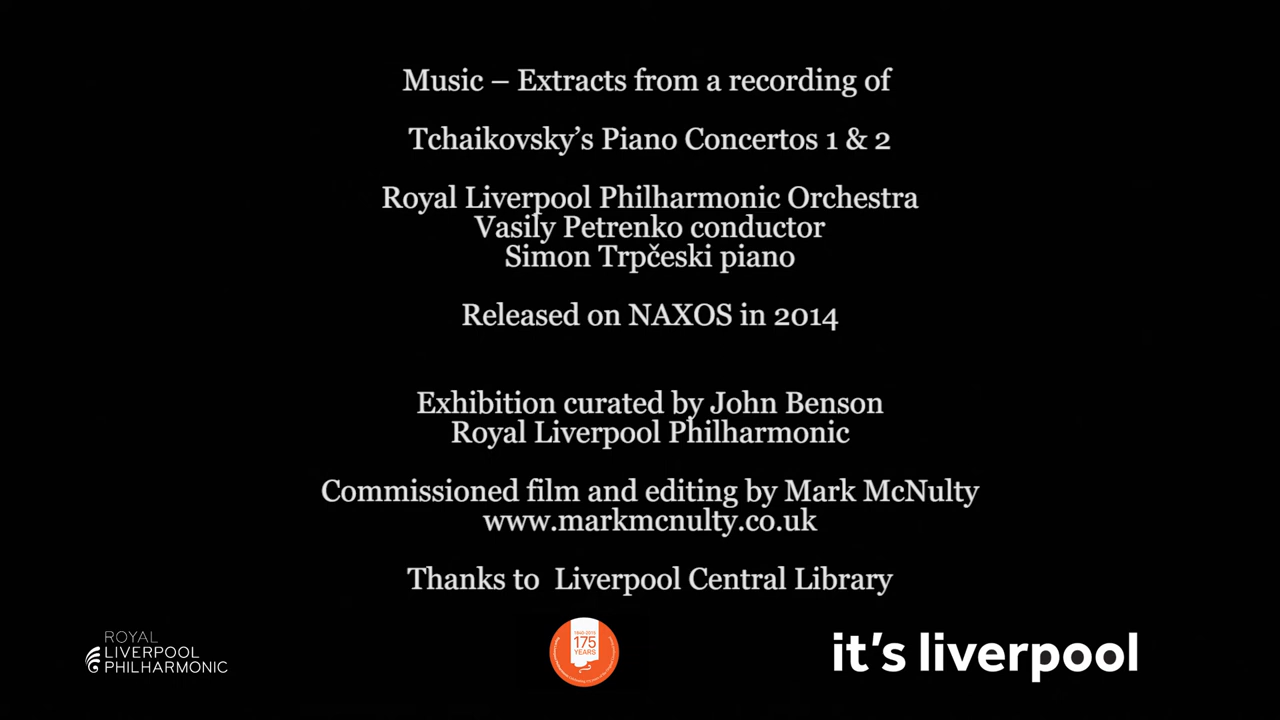 Music – Extracts from a recording of
Tchaikovsky's Piano Concertos 1 & 2
Royal Liverpool Philharmonic Orchestra
Vasily Petrenko conductor
Simon Trpčeski piano
Released on NAXOS in 2014
Exhibition curated by John Benson
Royal Liverpool Philharmonic
Commissioned film and editing by Mark McNulty
www.markmcnulty.co.uk
Thanks to  Liverpool Central Library
ROYAL
LIVERPOOL
PHILHARMONIC
175
YEARS
it's liverpool